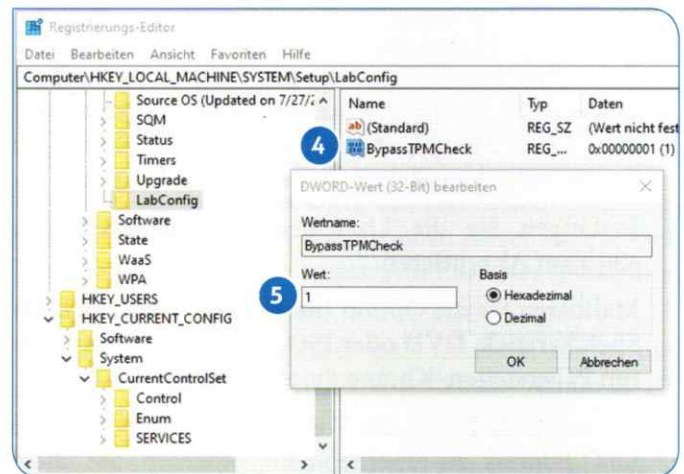 Registrierungs-Editor
Datei Bearbeiten Ansicht Favoriten Hilfe
Computer\HKEY_LOCAL_MACHINE\SYSTEM\Setup\LabConfig
Source OS (Updated on 7/27/2
SQM
Status
Timers
Upgrade
LabConfig
Software
State
WaaS
WPA
HKEY_USERS
HKEY_CURRENT_CONFIG
Software
System
CurrentControlSet
Control
Enum
SERVICES
Name Typ Daten
ab (Standard) REG_SZ (Wert nicht fest
4 BypassTPMCheck REG_... 0x00000001 (1)
DWORD-Wert (32-Bit) bearbeiten
Wertname:
BypassTPMCheck
Wert: Basis
5 1 Hexadezimal
Dezimal
OK Abbrechen